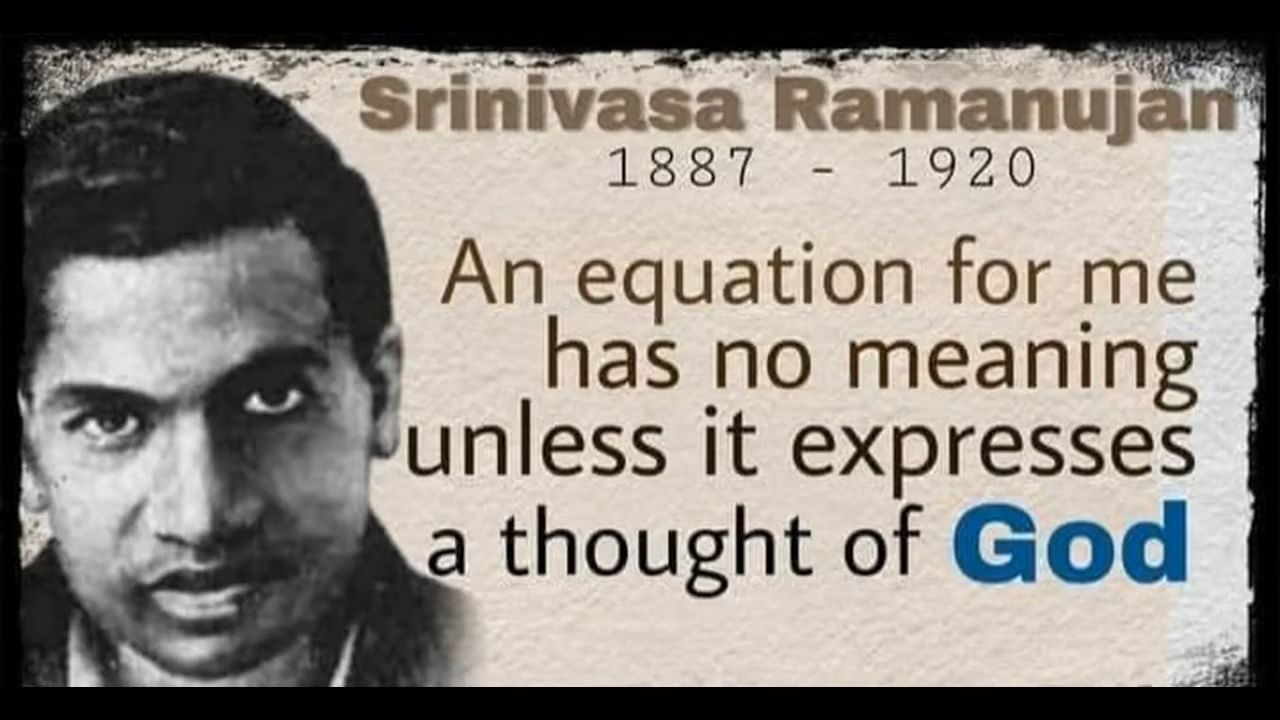 Srinivasa Ramanujan
1887 - 1920
An equation for me
has no meaning
unless it expresses
a thought of God